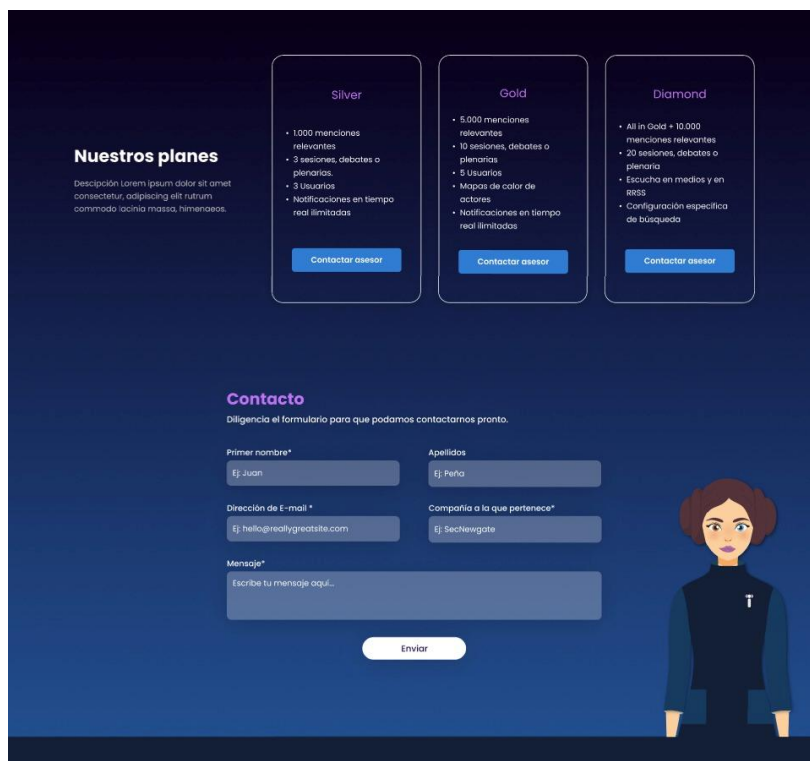 Nuestros planes
Descipción Lorem ipsum dolor sit amet
consectetur, adipiscing elit rutrum
commodo lacinia massa, himenaeos.
Silver
• 1.000 menciones
relevantes
• 3 sesiones, debates o
plenarias.
• 3 Usuarios
• Notificaciones en tiempo
real ilimitadas
Contactar asesor
Gold
• 5.000 menciones
relevantes
• 10 sesiones, debates o
plenarias
• 5 Usuarios
• Mapas de calor de
actores
• Notificaciones en tiempo
real ilimitadas
Contactar asesor
Diamond
• All in Gold + 10.000
menciones relevantes
• 20 sesiones, debates o
plenaria
• Escucha en medios y en
RRSS
• Configuración especifica
de búsqueda
Contactar asesor
Contacto
Diligencia el formulario para que podamos contactarnos pronto.
Primer nombre*
Ej: Juan
Apellidos
Ej: Peña
Dirección de E-mail *
Ej: hello@reallygreatsite.com
Compañía a la que pertenece*
Ej: SecNewgate
Mensaje*
Escribe tu mensaje aquí...
Enviar